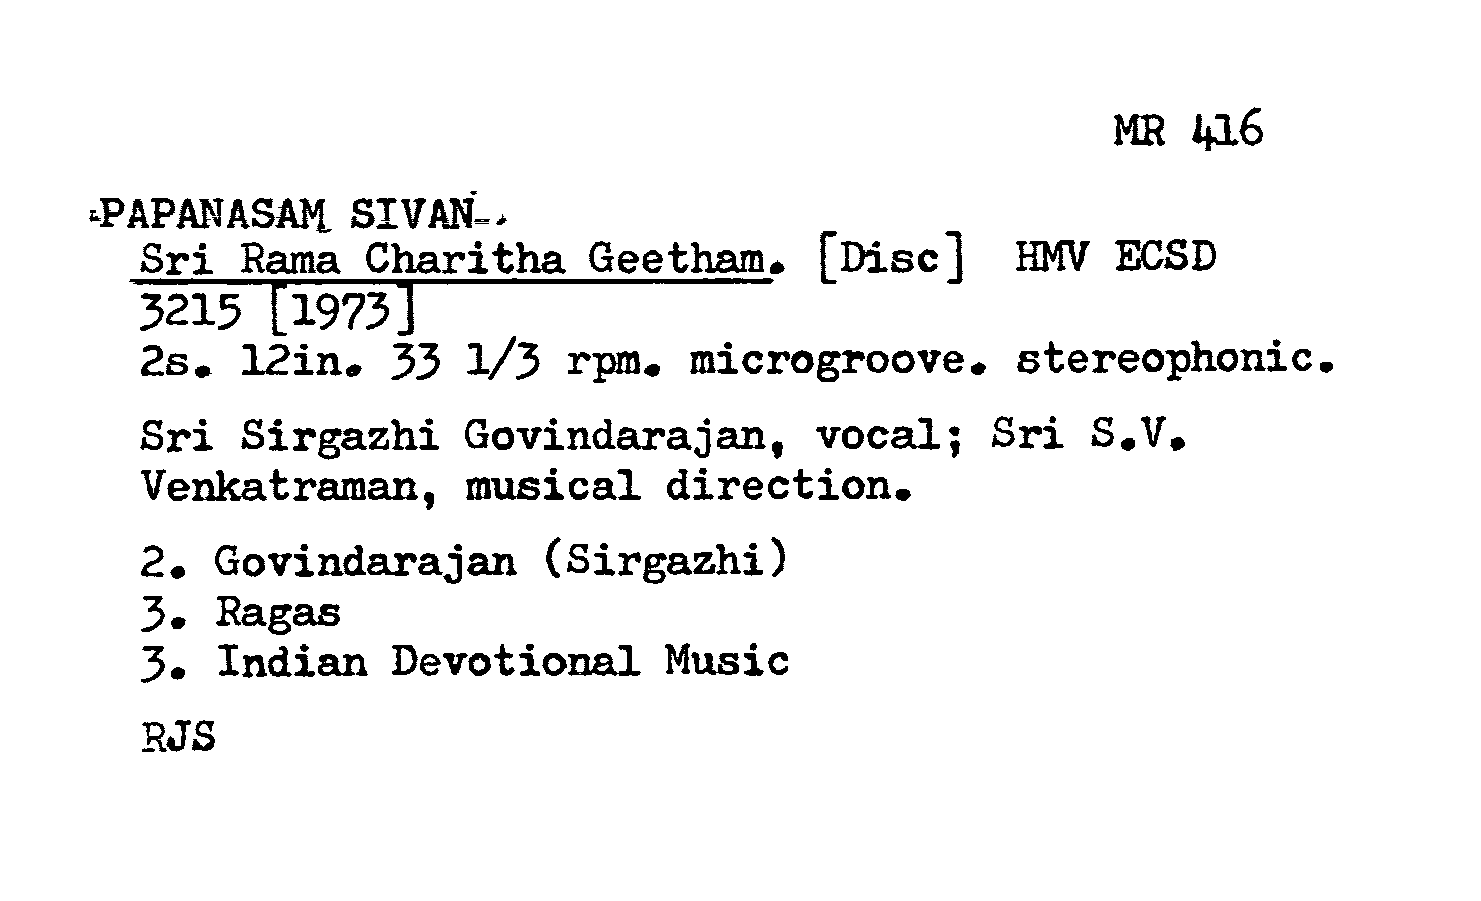 MR 416
PAPANASAM SIVAN
Sri Rama Charitha Geetham. [Disc] HMV ECSD
3215 [1973]
2s. 12in. 33 1/3 rpm. microgroove. stereophonic.
Sri Sirgazhi Govindarajan, vocal; Sri S.V.
Venkatraman, musical direction.
2. Govindarajan (Sirgazhi)
3. Ragas
3. Indian Devotional Music
RJS